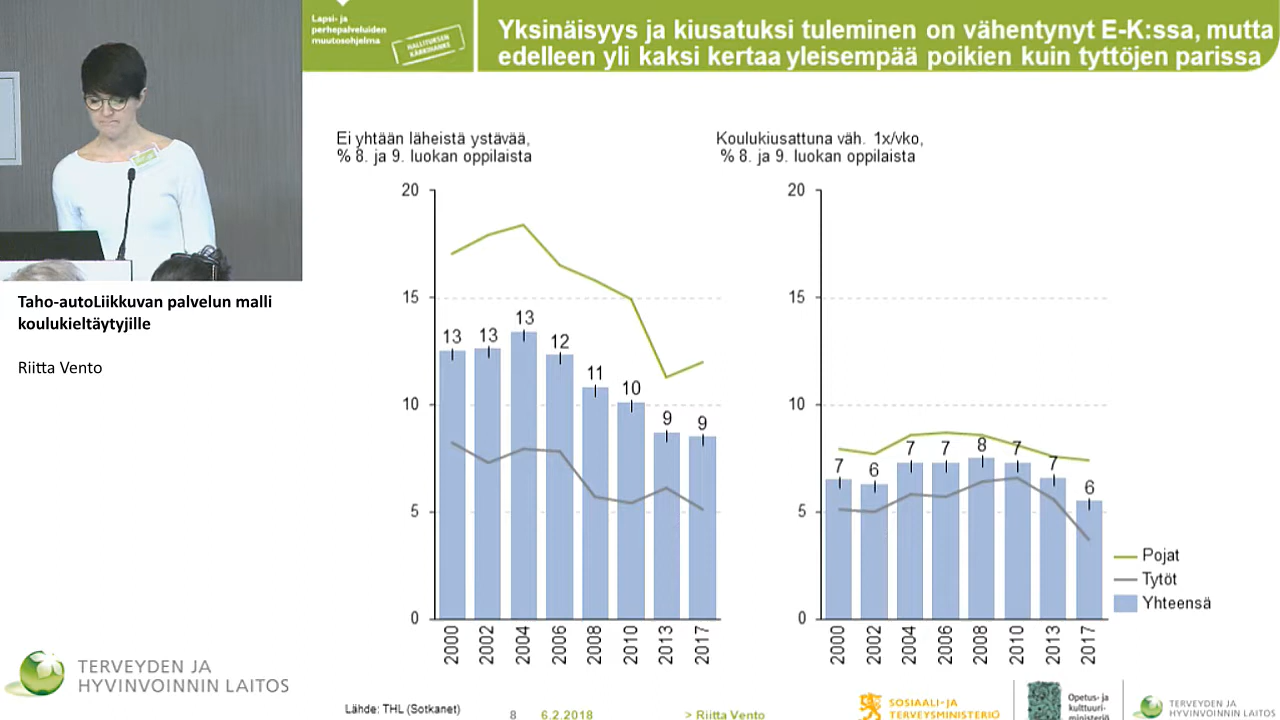 Lapsi- ja
perhepalveluiden
muutosohjelma
HALLITUKSEN
KÄRKIHANKE
Yksinäisyys ja kiusatuksi tuleminen on vähentynyt E-K:ssa, mutta
edelleen yli kaksi kertaa yleisempää poikien kuin tyttöjen parissa
Taho-autoLiikkuvan palvelun malli
koulukieltäytyjille
Riitta Vento
Ei yhtään läheistä ystävää,
% 8. ja 9. luokan oppilaista
20
15
10
5
0
13 13 13 12 11 10 9 9
2000 2002 2004 2006 2008 2010 2013 2017
Koulukiusattuna väh. 1x/vko,
% 8. ja 9. luokan oppilaista
20
15
10
5
0
7 6 7 7 8 7 7 6
2000 2002 2004 2006 2008 2010 2013 2017
Pojat
Tytöt
Yhteensä
TERVEYDEN JA
HYVINVOINNIN LAITOS
Lähde: THL (Sotkanet)
8 6.2.2018 > Riitta Vento
SOSIAALI- JA
TERVEYSMINISTERIÖ
Opetus- ja
kulttuuri-
ministeriö
TERVEYDEN JA
HYVINVOINNIN LAITOS